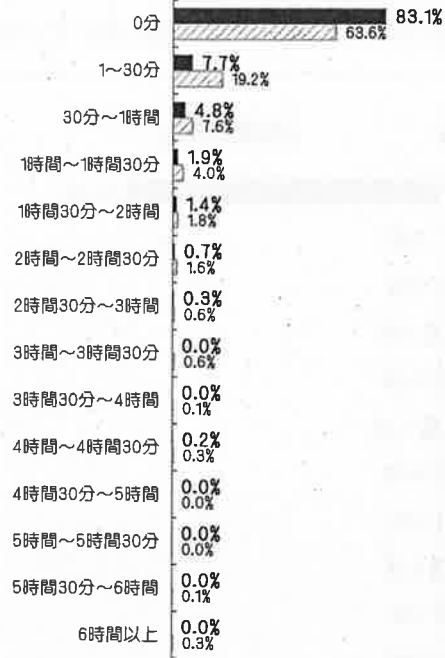 0分 83.1%
63.6%
1～30分 7.7%
19.2%
30分～1時間 4.8%
7.6%
1時間～1時間30分 1.9%
4.0%
1時間30分～2時間 1.4%
1.8%
2時間～2時間30分 0.7%
1.6%
2時間30分～3時間 0.3%
0.6%
3時間～3時間30分 0.0%
0.6%
3時間30分～4時間 0.0%
0.1%
4時間～4時間30分 0.2%
0.3%
4時間30分～5時間 0.0%
0.0%
5時間～5時間30分 0.0%
0.0%
5時間30分～6時間 0.0%
0.1%
6時間以上 0.0%
0.3%